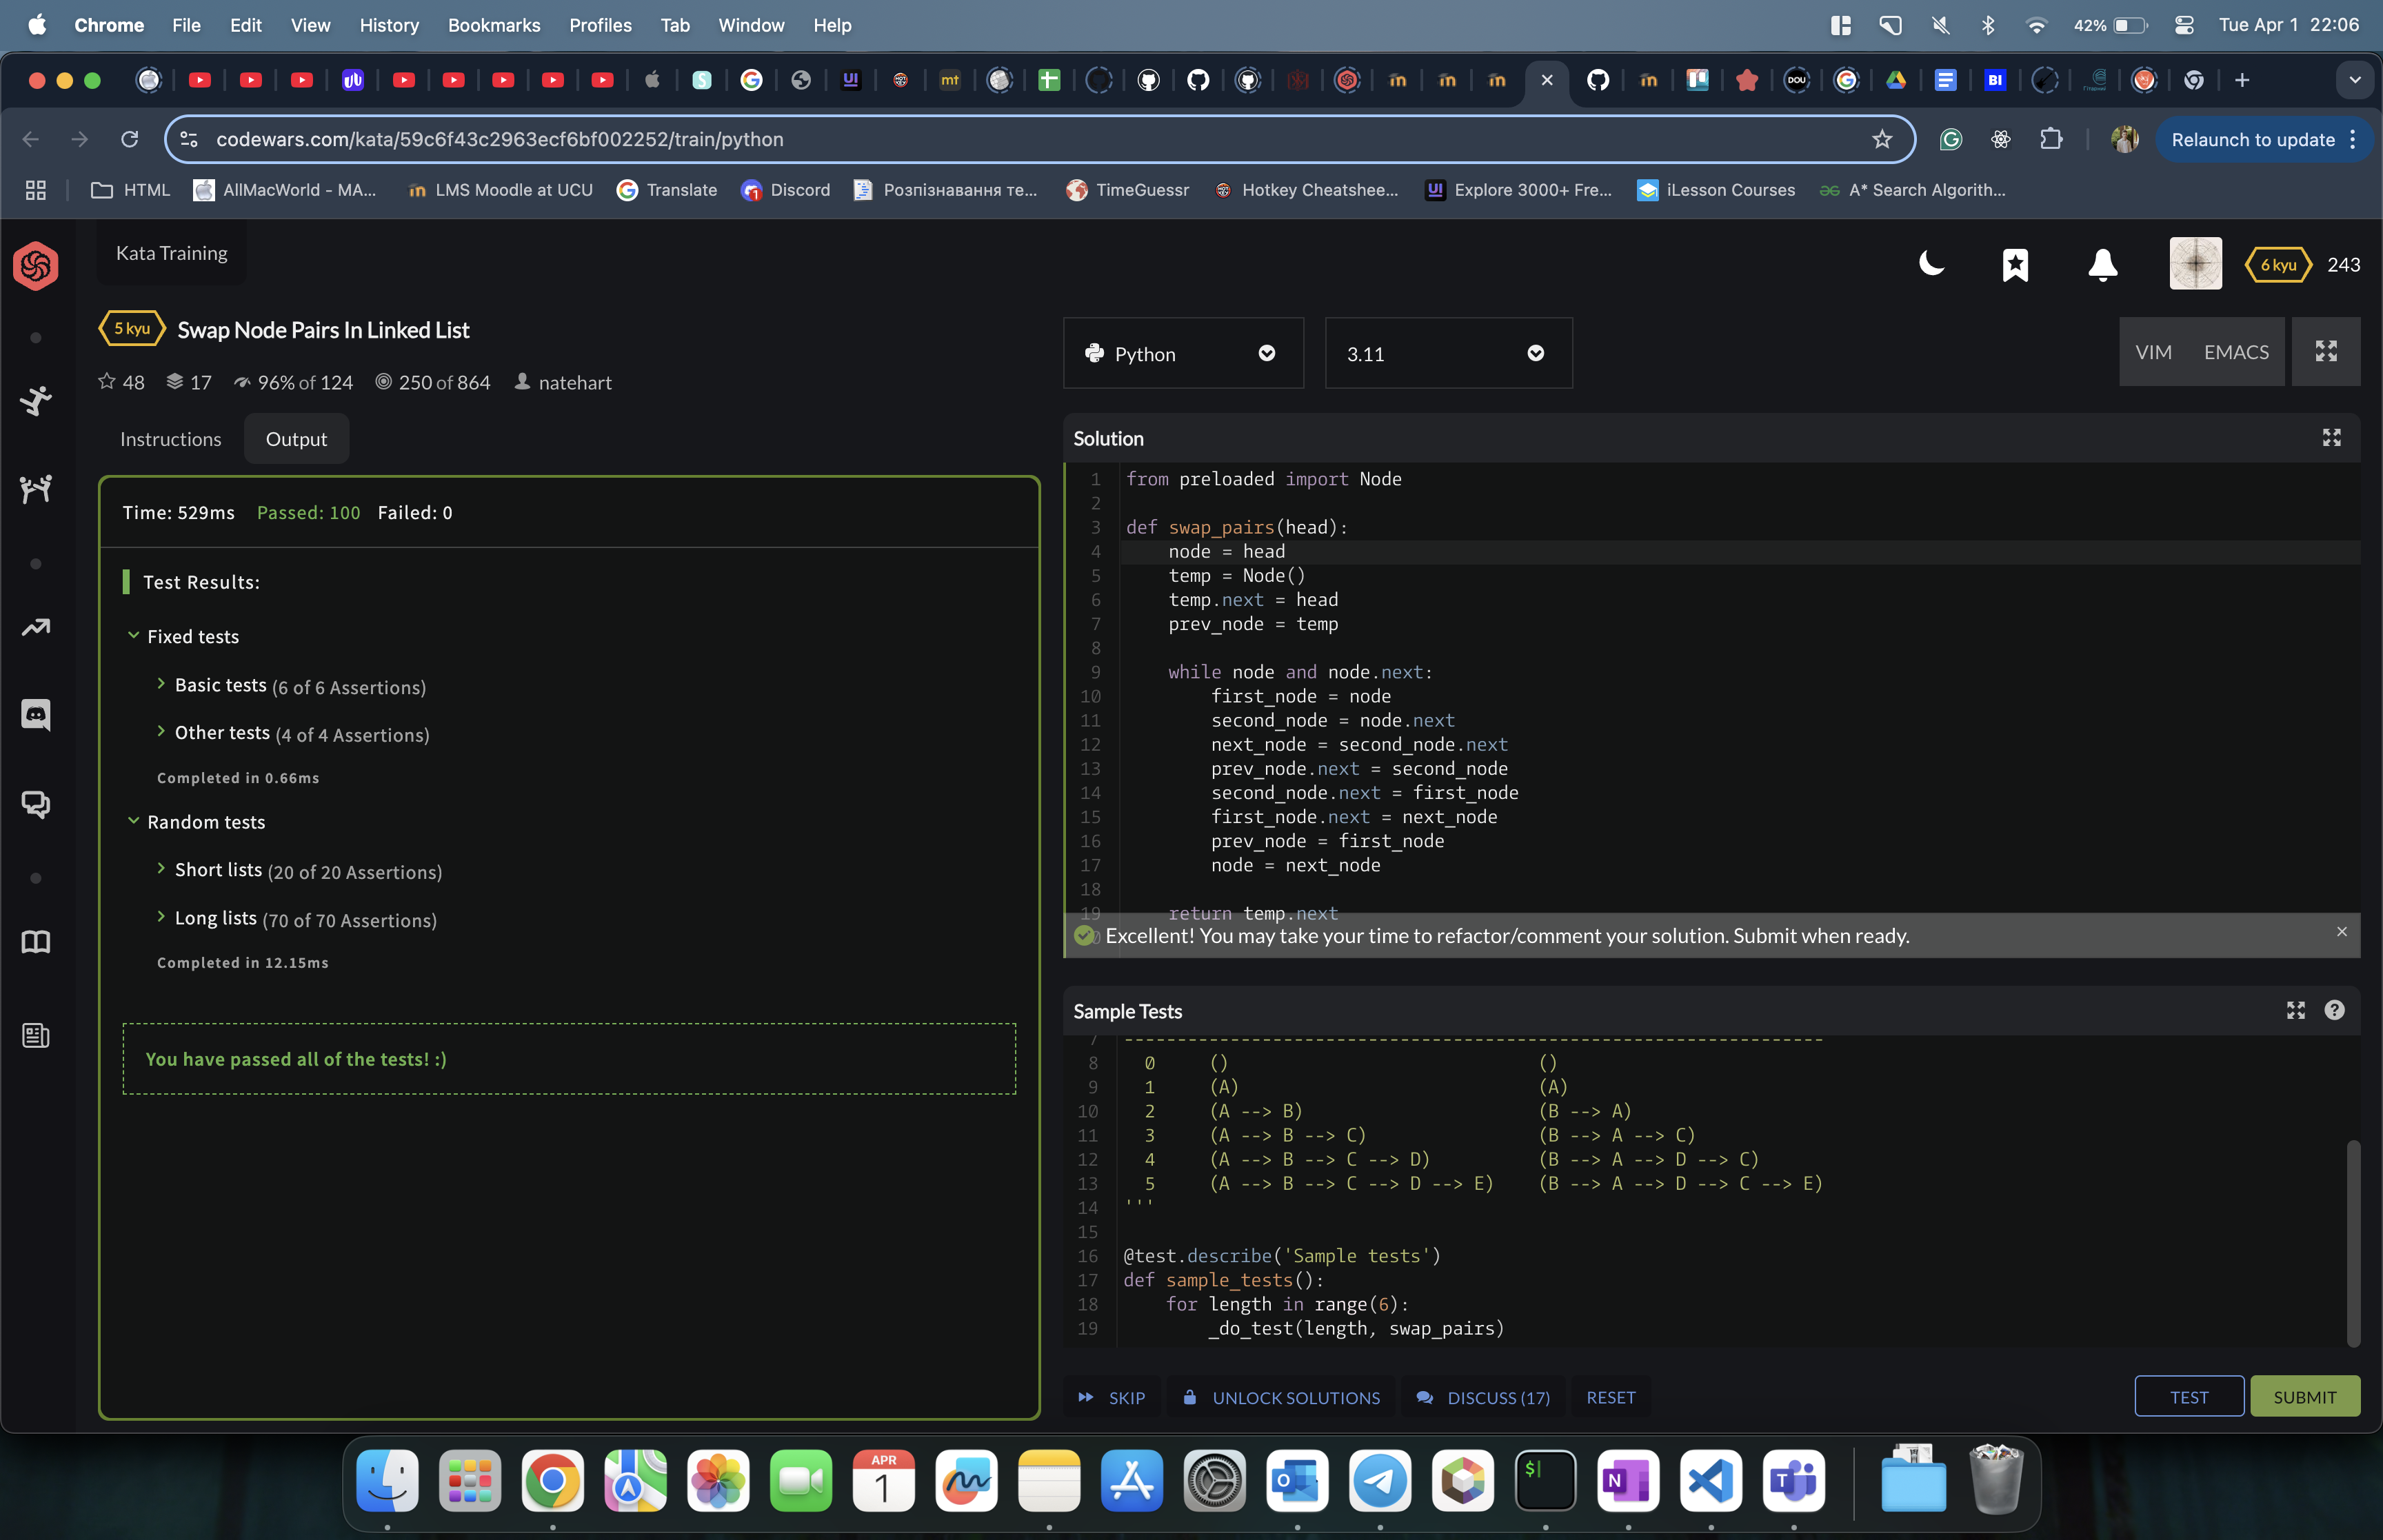 Chrome File Edit View History Bookmarks Profiles Tab Window Help 42% Tue Apr 1 22:06
codewars.com/kata/59c6f43c2963ecf6bf002252/train/python Relaunch to update
HTML AllMacWorld - MA... LMS Moodle at UCU Translate Discord Розпізнавання те... TimeGuessr Hotkey Cheatshee... Explore 3000+ Fre... iLesson Courses A* Search Algorith...
Kata Training
6 kyu 243
5 kyu Swap Node Pairs In Linked List
48 17 96% of 124 250 of 864 natehart
Instructions Output
Time: 529ms Passed: 100 Failed: 0
Test Results:
Fixed tests
Basic tests (6 of 6 Assertions)
Other tests (4 of 4 Assertions)
Completed in 0.66ms
Random tests
Short lists (20 of 20 Assertions)
Long lists (70 of 70 Assertions)
Completed in 12.15ms
You have passed all of the tests! :)
Python 3.11 VIM EMACS
Solution
1 from preloaded import Node
2
3 def swap_pairs(head):
4 node = head
5 temp = Node()
6 temp.next = head
7 prev_node = temp
8
9 while node and node.next:
10 first_node = node
11 second_node = node.next
12 next_node = second_node.next
13 prev_node.next = second_node
14 second_node.next = first_node
15 first_node.next = next_node
16 prev_node = first_node
17 node = next_node
18
19 return temp.next
Excellent! You may take your time to refactor/comment your solution. Submit when ready.
Sample Tests
7 ------------------------------------------------------------------
8 0 () ()
9 1 (A) (A)
10 2 (A --> B) (B --> A)
11 3 (A --> B --> C) (B --> A --> C)
12 4 (A --> B --> C --> D) (B --> A --> D --> C)
13 5 (A --> B --> C --> D --> E) (B --> A --> D --> C --> E)
14 '''
15
16 @test.describe('Sample tests')
17 def sample_tests():
18 for length in range(6):
19 _do_test(length, swap_pairs)
SKIP UNLOCK SOLUTIONS DISCUSS (17) RESET TEST SUBMIT
APR
1